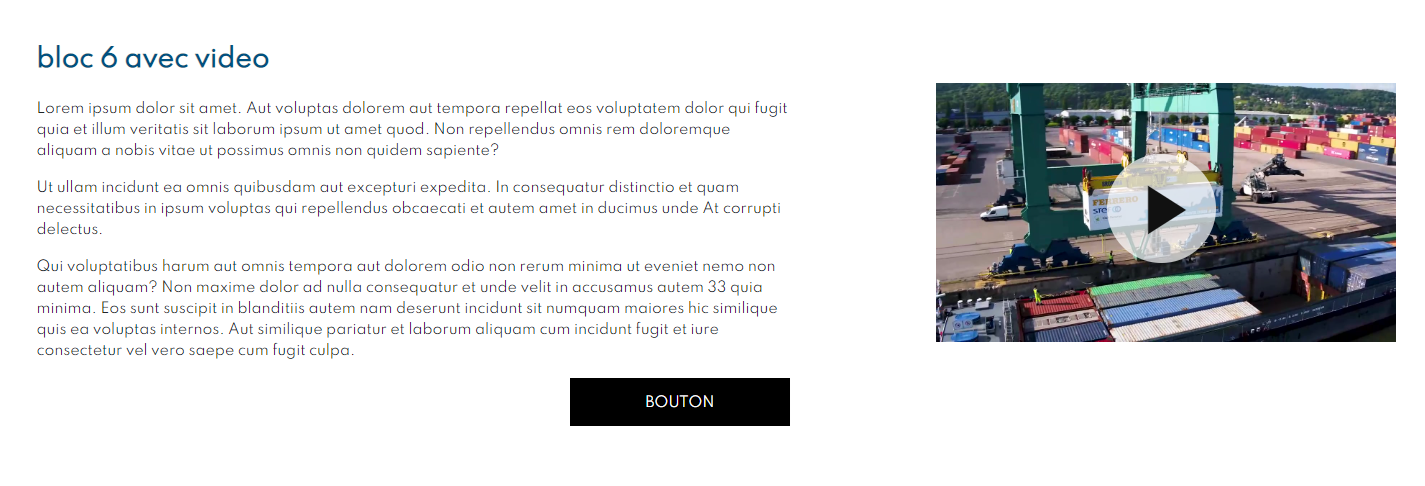 bloc 6 avec video
Lorem ipsum dolor sit amet. Aut voluptas dolorem aut tempora repellat eos voluptatem dolor qui fugit
quia et illum veritatis sit laborum ipsum ut amet quod. Non repellendus omnis rem doloremque
aliquam a nobis vitae ut possimus omnis non quidem sapiente?
Ut ullam incidunt ea omnis quibusdam aut excepturi expedita. In consequatur distinctio et quam
necessitatibus in ipsum voluptas qui repellendus obcaecati et autem amet in ducimus unde At corrupti
delectus.
Qui voluptatibus harum aut omnis tempora aut dolorem odio non rerum minima ut eveniet nemo non
autem aliquam? Non maxime dolor ad nulla consequatur et unde velit in accusamus autem 33 quia
minima. Eos sunt suscipit in blanditiis autem nam deserunt incidunt sit numquam maiores hic similique
quis ea voluptas internos. Aut similique pariatur et laborum aliquam cum incidunt fugit et iure
consectetur vel vero saepe cum fugit culpa.
BOUTON
FERRERO